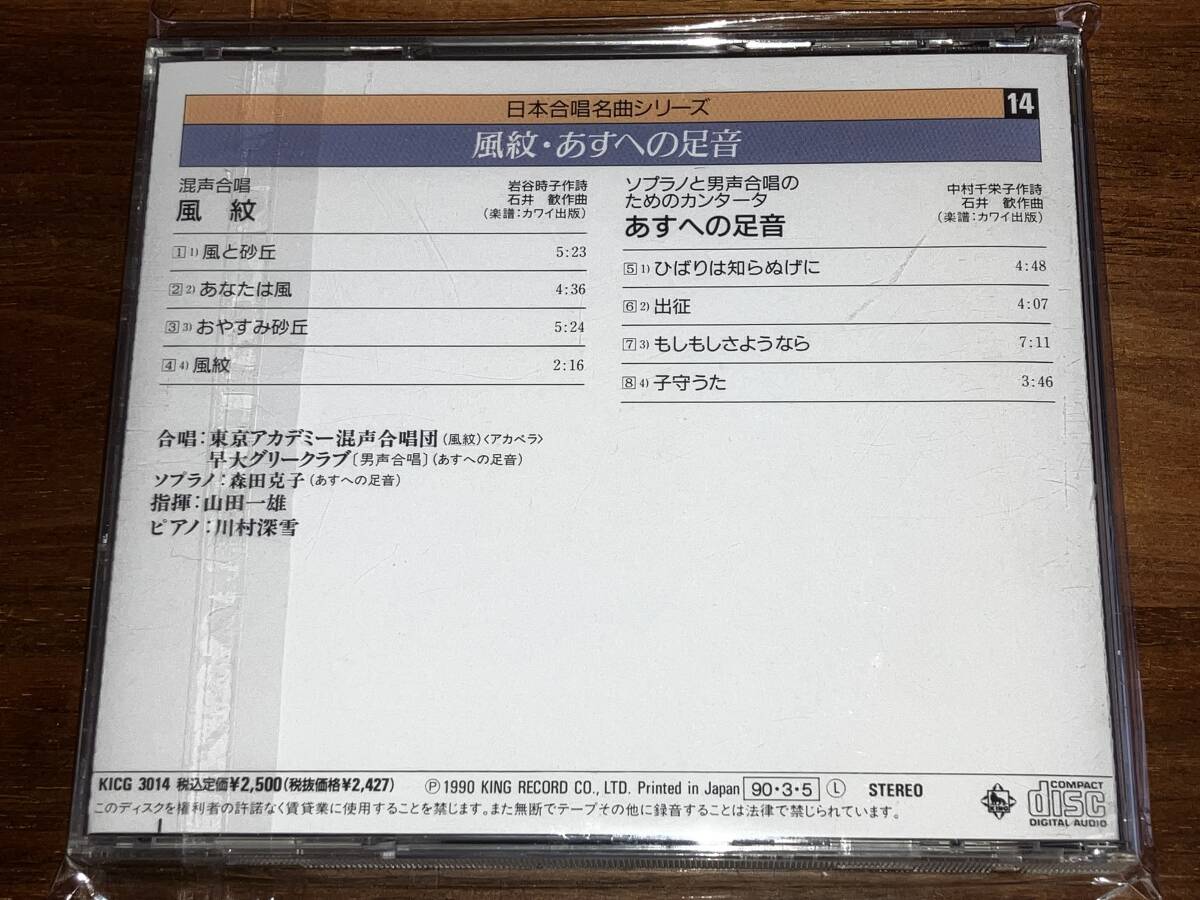 日本合唱名曲シリーズ 14
風紋・あすへの足音
混声合唱
風 紋
岩谷時子作詩
石井 歓作曲
(楽譜:カワイ出版)
1 1) 風と砂丘 5:23
2 2) あなたは風 4:36
3 3) おやすみ砂丘 5:24
4 4) 風紋 2:16
ソプラノと男声合唱の
ためのカンタータ
あすへの足音
中村千栄子作詩
石井 歓作曲
(楽譜:カワイ出版)
5 1) ひばりは知らぬげに 4:48
6 2) 出征 4:07
7 3) もしもしさようなら 7:11
8 4) 子守うた 3:46
合唱:東京アカデミー混声合唱団(風紋)〈アカペラ〉
早大グリークラブ〔男声合唱〕(あすへの足音)
ソプラノ:森田克子(あすへの足音)
指揮:山田一雄
ピアノ:川村深雪
KICG 3014 税込定価¥2,500(税抜価格¥2,427) Ⓟ1990 KING RECORD CO., LTD. Printed in Japan 90・3・5 Ⓛ STEREO
このディスクを権利者の許諾なく賃貸業に使用することを禁じます。また無断でテープその他に録音することは法律で禁じられています。
KING
COMPACT
disc
DIGITAL AUDIO